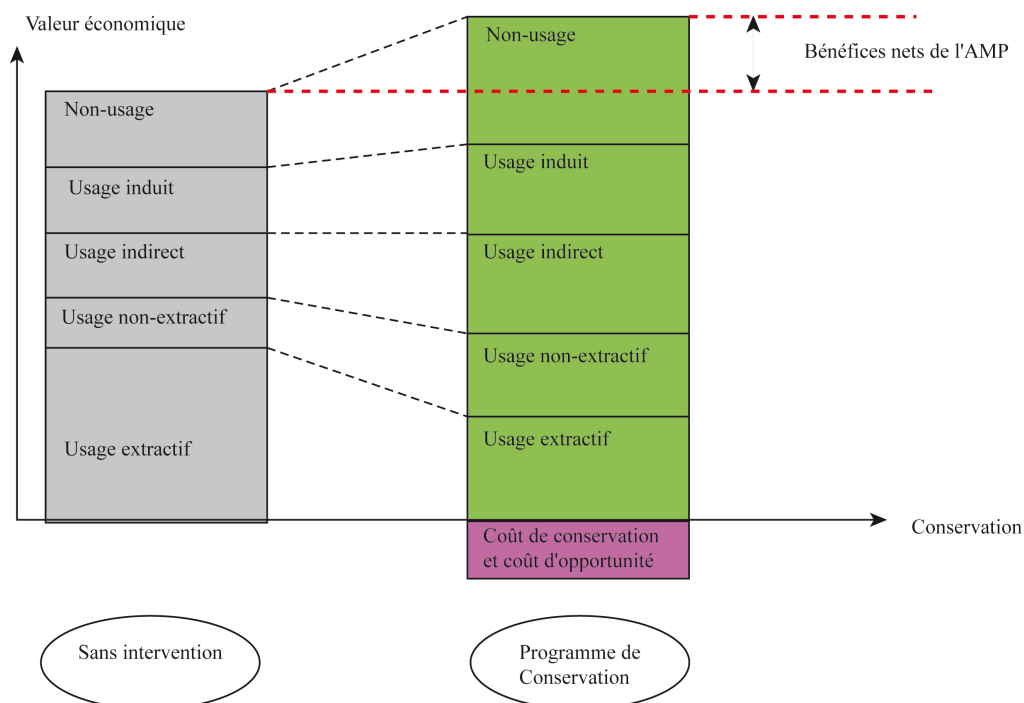 Valeur économique
Non-usage
Bénéfices nets de l'AMP
Non-usage
Usage induit
Usage induit
Usage indirect
Usage indirect
Usage non-extractif
Usage non-extractif
Usage extractif
Usage extractif
Conservation
Coût de conservation
et coût d'opportunité
Sans intervention
Programme de
Conservation